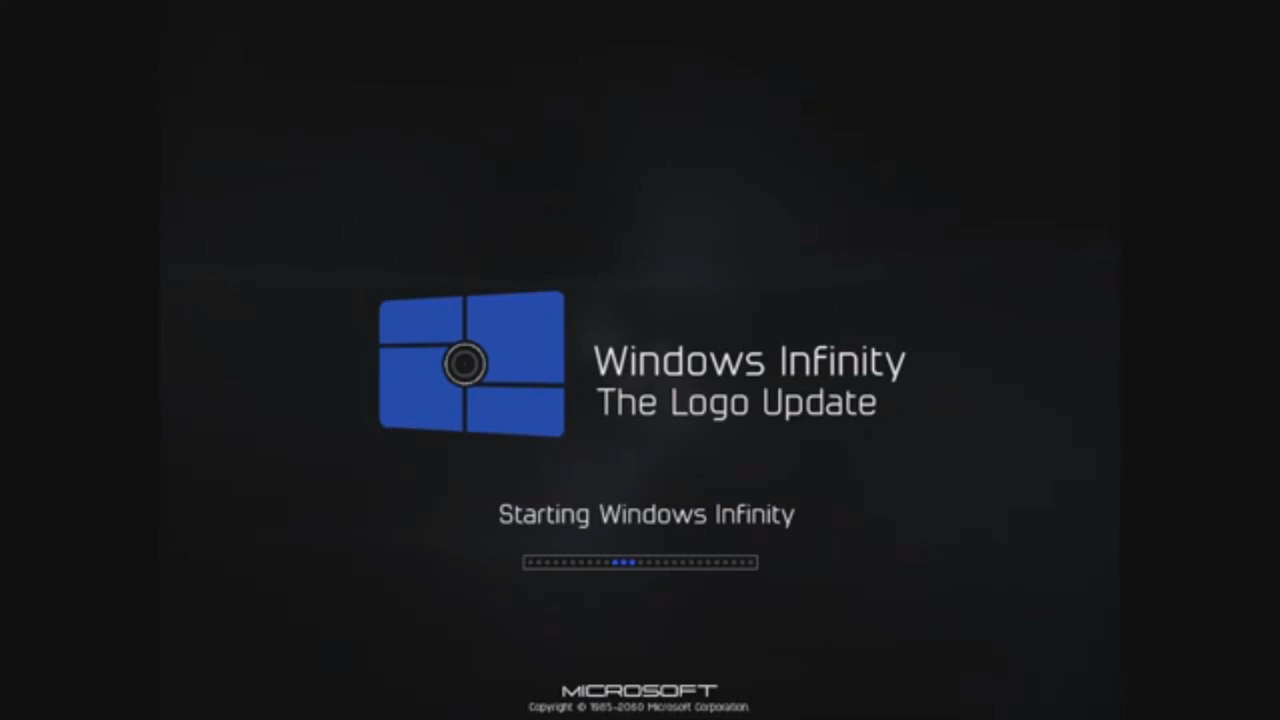 Windows Infinity
The Logo Update
Starting Windows Infinity
MICROSOFT
Copyright © 1985-2060 Microsoft Corporation.